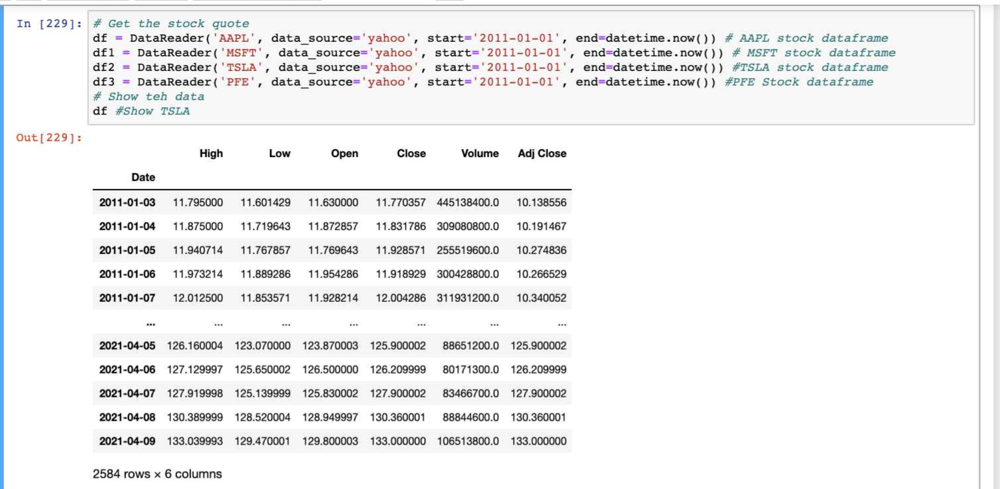 In [229]: # Get the stock quote
df = DataReader('AAPL', data_source='yahoo', start='2011-01-01', end=datetime.now()) # AAPL stock dataframe
df1 = DataReader('MSFT', data_source='yahoo', start='2011-01-01', end=datetime.now()) # MSFT stock dataframe
df2 = DataReader('TSLA', data_source='yahoo', start='2011-01-01', end=datetime.now()) #TSLA stock dataframe
df3 = DataReader('PFE', data_source='yahoo', start='2011-01-01', end=datetime.now()) #PFE Stock dataframe
# Show teh data
df #Show TSLA
Out[229]:
High Low Open Close Volume Adj Close
Date
2011-01-03 11.795000 11.601429 11.630000 11.770357 445138400.0 10.138556
2011-01-04 11.875000 11.719643 11.872857 11.831786 309080800.0 10.191467
2011-01-05 11.940714 11.767857 11.769643 11.928571 255519600.0 10.274836
2011-01-06 11.973214 11.889286 11.954286 11.918929 300428800.0 10.266529
2011-01-07 12.012500 11.853571 11.928214 12.004286 311931200.0 10.340052
... ... ... ... ... ... ...
2021-04-05 126.160004 123.070000 123.870003 125.900002 88651200.0 125.900002
2021-04-06 127.129997 125.650002 126.500000 126.209999 80171300.0 126.209999
2021-04-07 127.919998 125.139999 125.830002 127.900002 83466700.0 127.900002
2021-04-08 130.389999 128.520004 128.949997 130.360001 88844600.0 130.360001
2021-04-09 133.039993 129.470001 129.800003 133.000000 106513800.0 133.000000
2584 rows × 6 columns